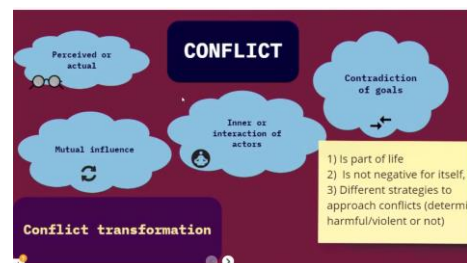 CONFLICT
Perceived or
actual
Contradiction
of goals
Inner or
interaction of
actors
Mutual influence
1) Is part of life
2) Is not negative for itself,
3) Different strategies to
approach conflicts (determi
harmful/violent or not)
Conflict transformation